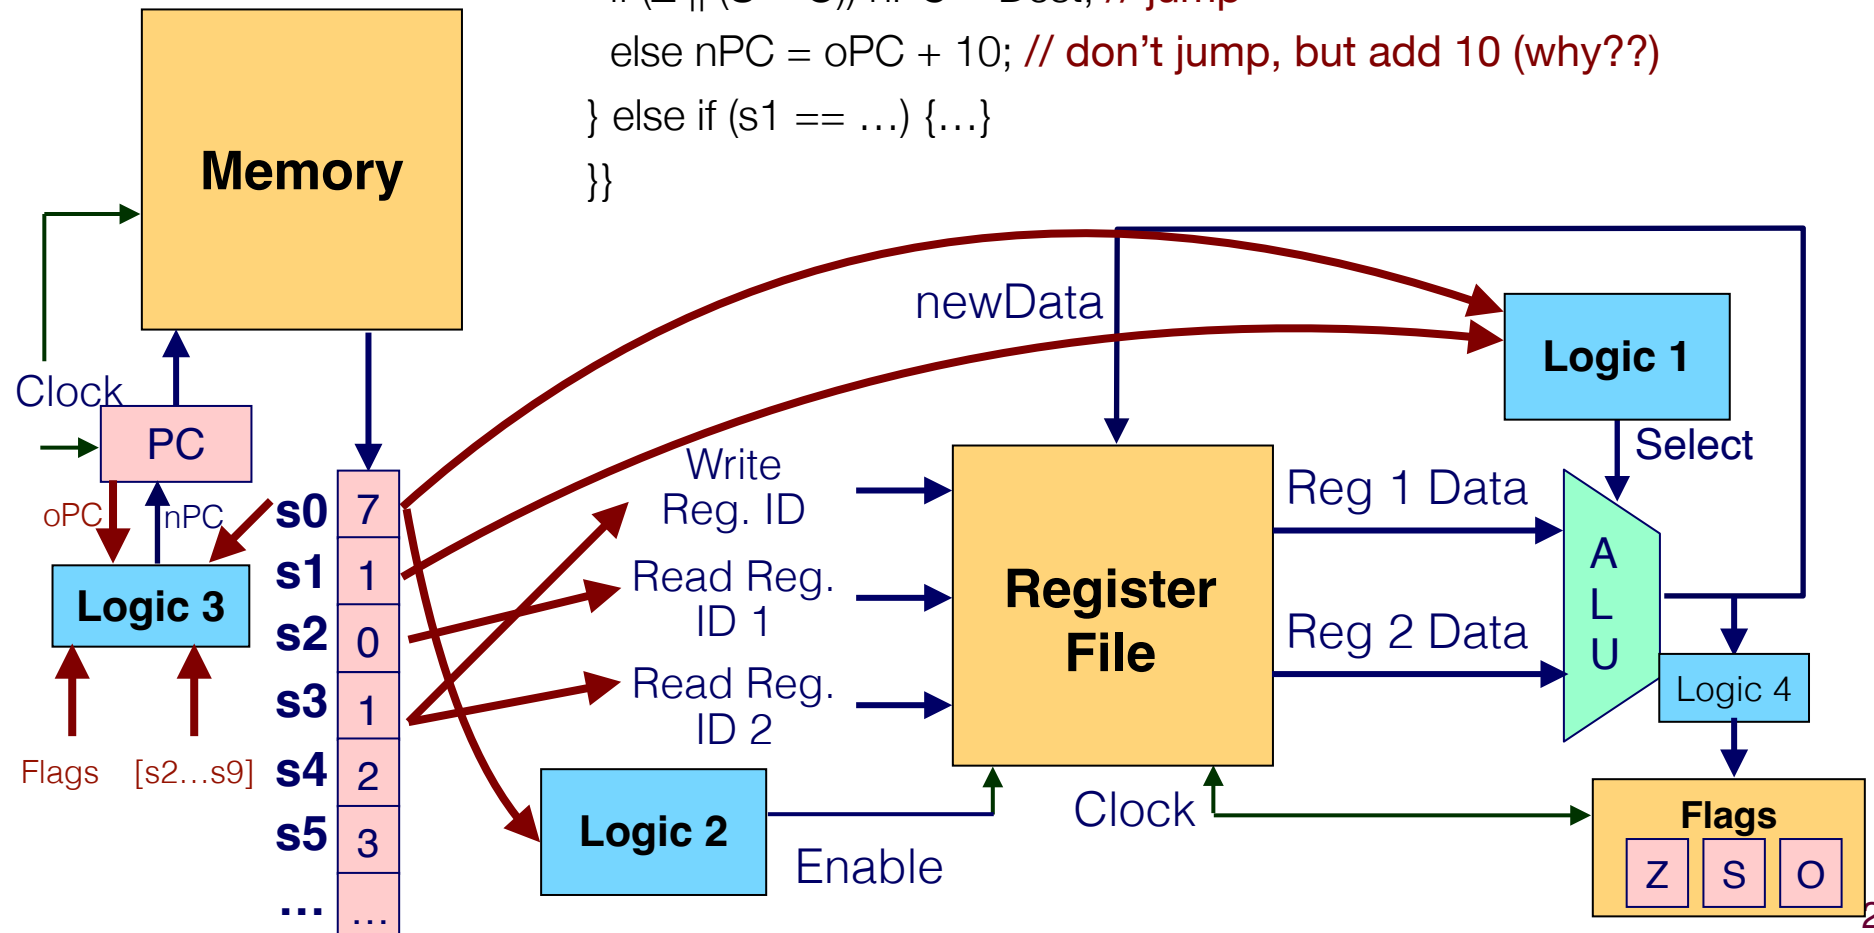 else nPC = oPC + 10; // don't jump, but add 10 (why??)
} else if (s1 == …) {…}
}}
Memory
newData
Logic 1
Clock
PC
Select
Write
Reg. ID
Reg 1 Data
oPC
nPC
s0 7
s1 1
Read Reg.
ID 1
Register
File
A
L
U
Logic 3
s2 0
Reg 2 Data
s3 1
Read Reg.
ID 2
Logic 4
Flags
[s2…s9]
s4 2
Clock
s5 3
Logic 2
Enable
Flags
Z S O
… …